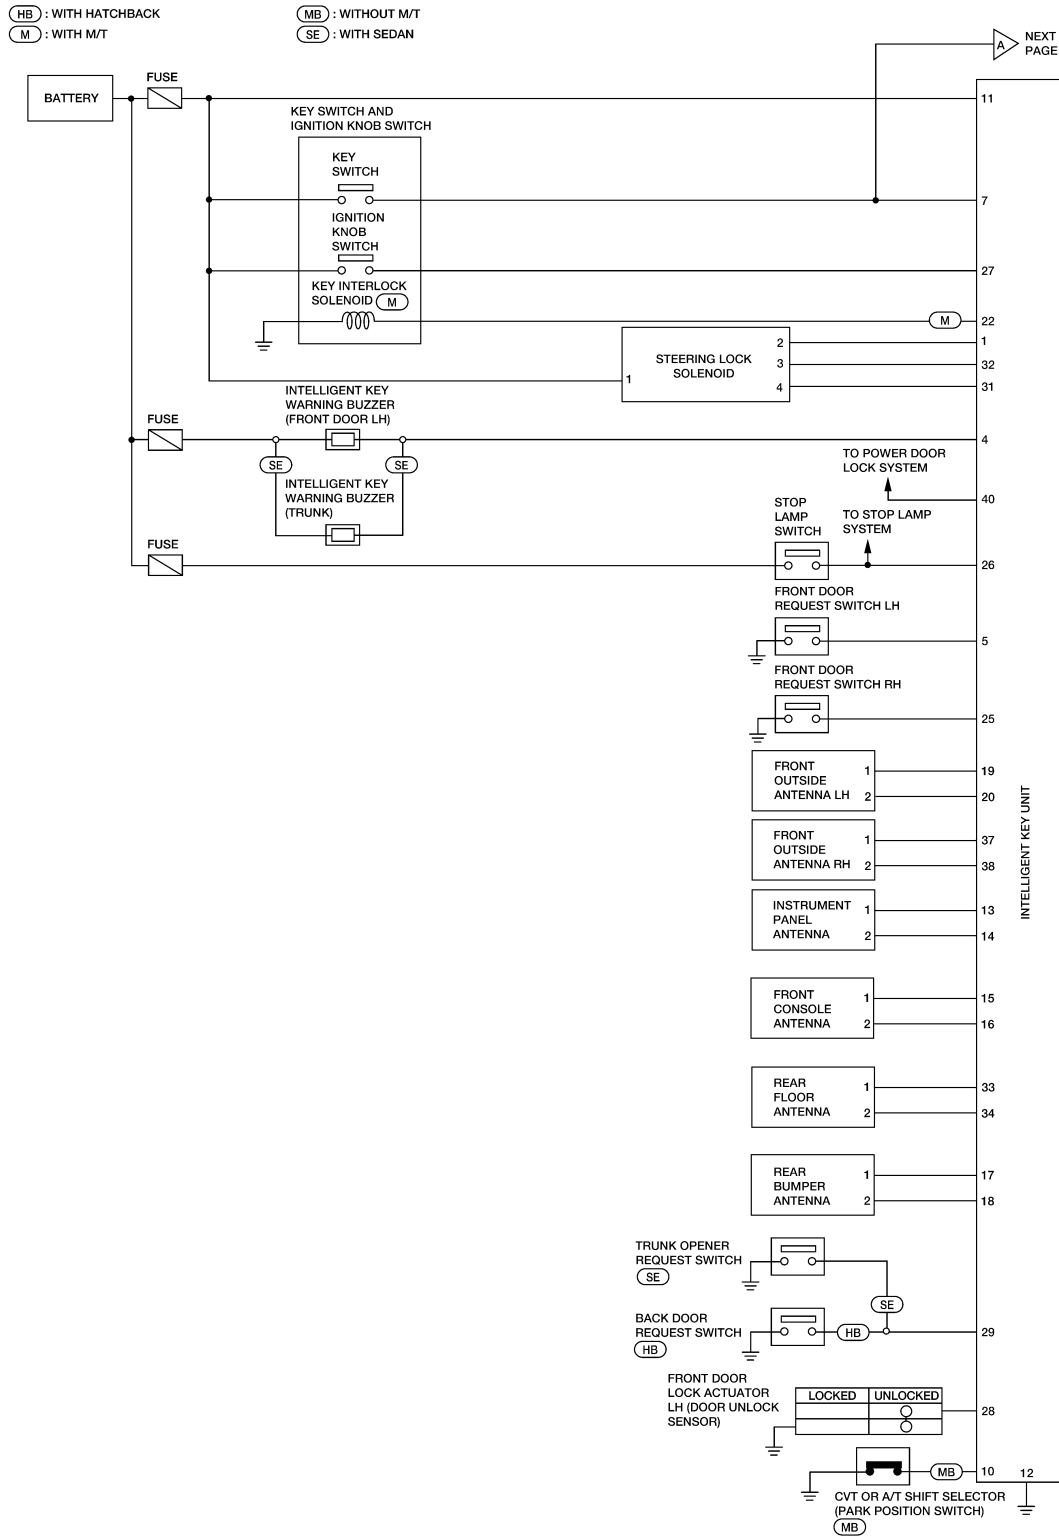 HB : WITH HATCHBACK
MB : WITHOUT M/T
M : WITH M/T
SE : WITH SEDAN
A
NEXT
PAGE
BATTERY
FUSE
11
KEY SWITCH AND
IGNITION KNOB SWITCH
KEY
SWITCH
7
IGNITION
KNOB
SWITCH
27
KEY INTERLOCK
SOLENOID M
M
22
STEERING LOCK
SOLENOID
1
2
3
4
1
32
31
INTELLIGENT KEY
WARNING BUZZER
(FRONT DOOR LH)
FUSE
4
SE
SE
INTELLIGENT KEY
WARNING BUZZER
(TRUNK)
TO POWER DOOR
LOCK SYSTEM
40
FUSE
STOP
LAMP
SWITCH
TO STOP LAMP
SYSTEM
26
FRONT DOOR
REQUEST SWITCH LH
5
FRONT DOOR
REQUEST SWITCH RH
25
FRONT
OUTSIDE
ANTENNA LH
1
2
19
20
FRONT
OUTSIDE
ANTENNA RH
1
2
37
38
INTELLIGENT KEY UNIT
INSTRUMENT
PANEL
ANTENNA
1
2
13
14
FRONT
CONSOLE
ANTENNA
1
2
15
16
REAR
FLOOR
ANTENNA
1
2
33
34
REAR
BUMPER
ANTENNA
1
2
17
18
TRUNK OPENER
REQUEST SWITCH
SE
SE
BACK DOOR
REQUEST SWITCH
HB
HB
29
FRONT DOOR
LOCK ACTUATOR
LH (DOOR UNLOCK
SENSOR)
LOCKED UNLOCKED
28
MB
10
12
CVT OR A/T SHIFT SELECTOR
(PARK POSITION SWITCH)
MB